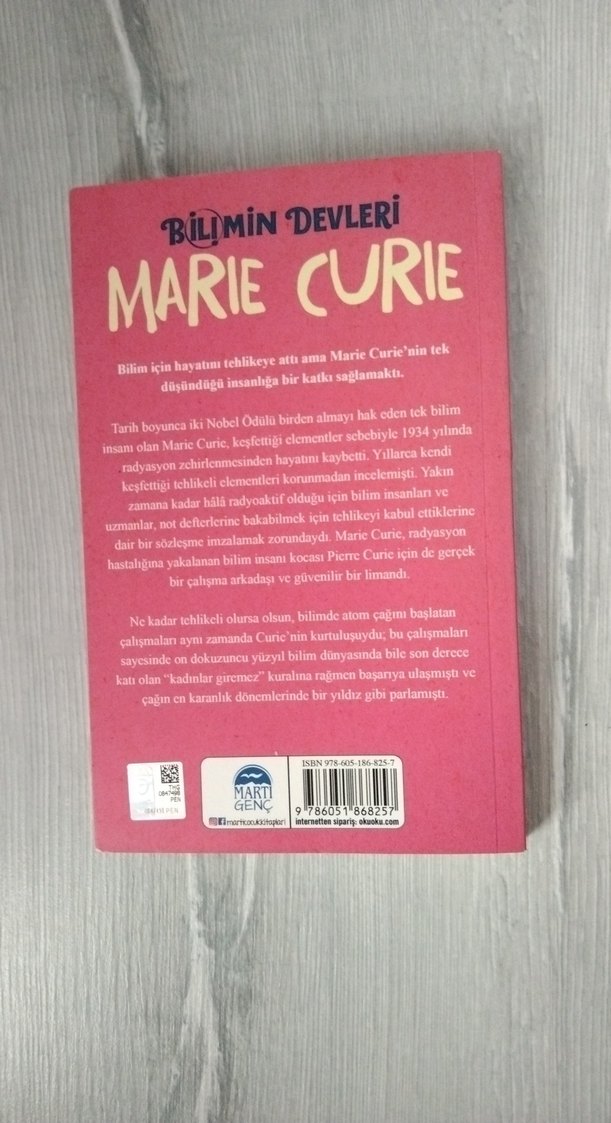 BİLİMİN DEVLERİ
MARIE CURIE
Bilim için hayatını tehlikeye attı ama Marie Curie’nin tek
düşündüğü insanlığa bir katkı sağlamaktı.
Tarih boyunca iki Nobel Ödülü birden almayı hak eden tek bilim
insanı olan Marie Curie, keşfettiği elementler sebebiyle 1934 yılında
radyasyon zehirlenmesinden hayatını kaybetti. Yıllarca kendi
keşfettiği tehlikeli elementleri korunmadan incelemişti. Yakın
zamana kadar hâlâ radyoaktif olduğu için bilim insanları ve
uzmanlar, not defterlerine bakabilmek için tehlikeyi kabul ettiklerine
dair bir sözleşme imzalamak zorundaydı. Marie Curie, radyasyon
hastalığına yakalanan bilim insanı kocası Pierre Curie için de gerçek
bir çalışma arkadaşı ve güvenilir bir limandı.
Ne kadar tehlikeli olursa olsun, bilimde atom çağını başlatan
çalışmaları aynı zamanda Curie’nin kurtuluşuydu; bu çalışmaları
sayesinde on dokuzuncu yüzyıl bilim dünyasında bile son derece
katı olan “kadınlar giremez” kuralına rağmen başarıya ulaşmıştı ve
çağın en karanlık dönemlerinde bir yıldız gibi parlamıştı.
THG
0847498
PEN
MARTI
GENÇ
marticocukkitaplari
ISBN 978-605-186-825-7
9 786051 868257
internetten sipariş: okuoku.com